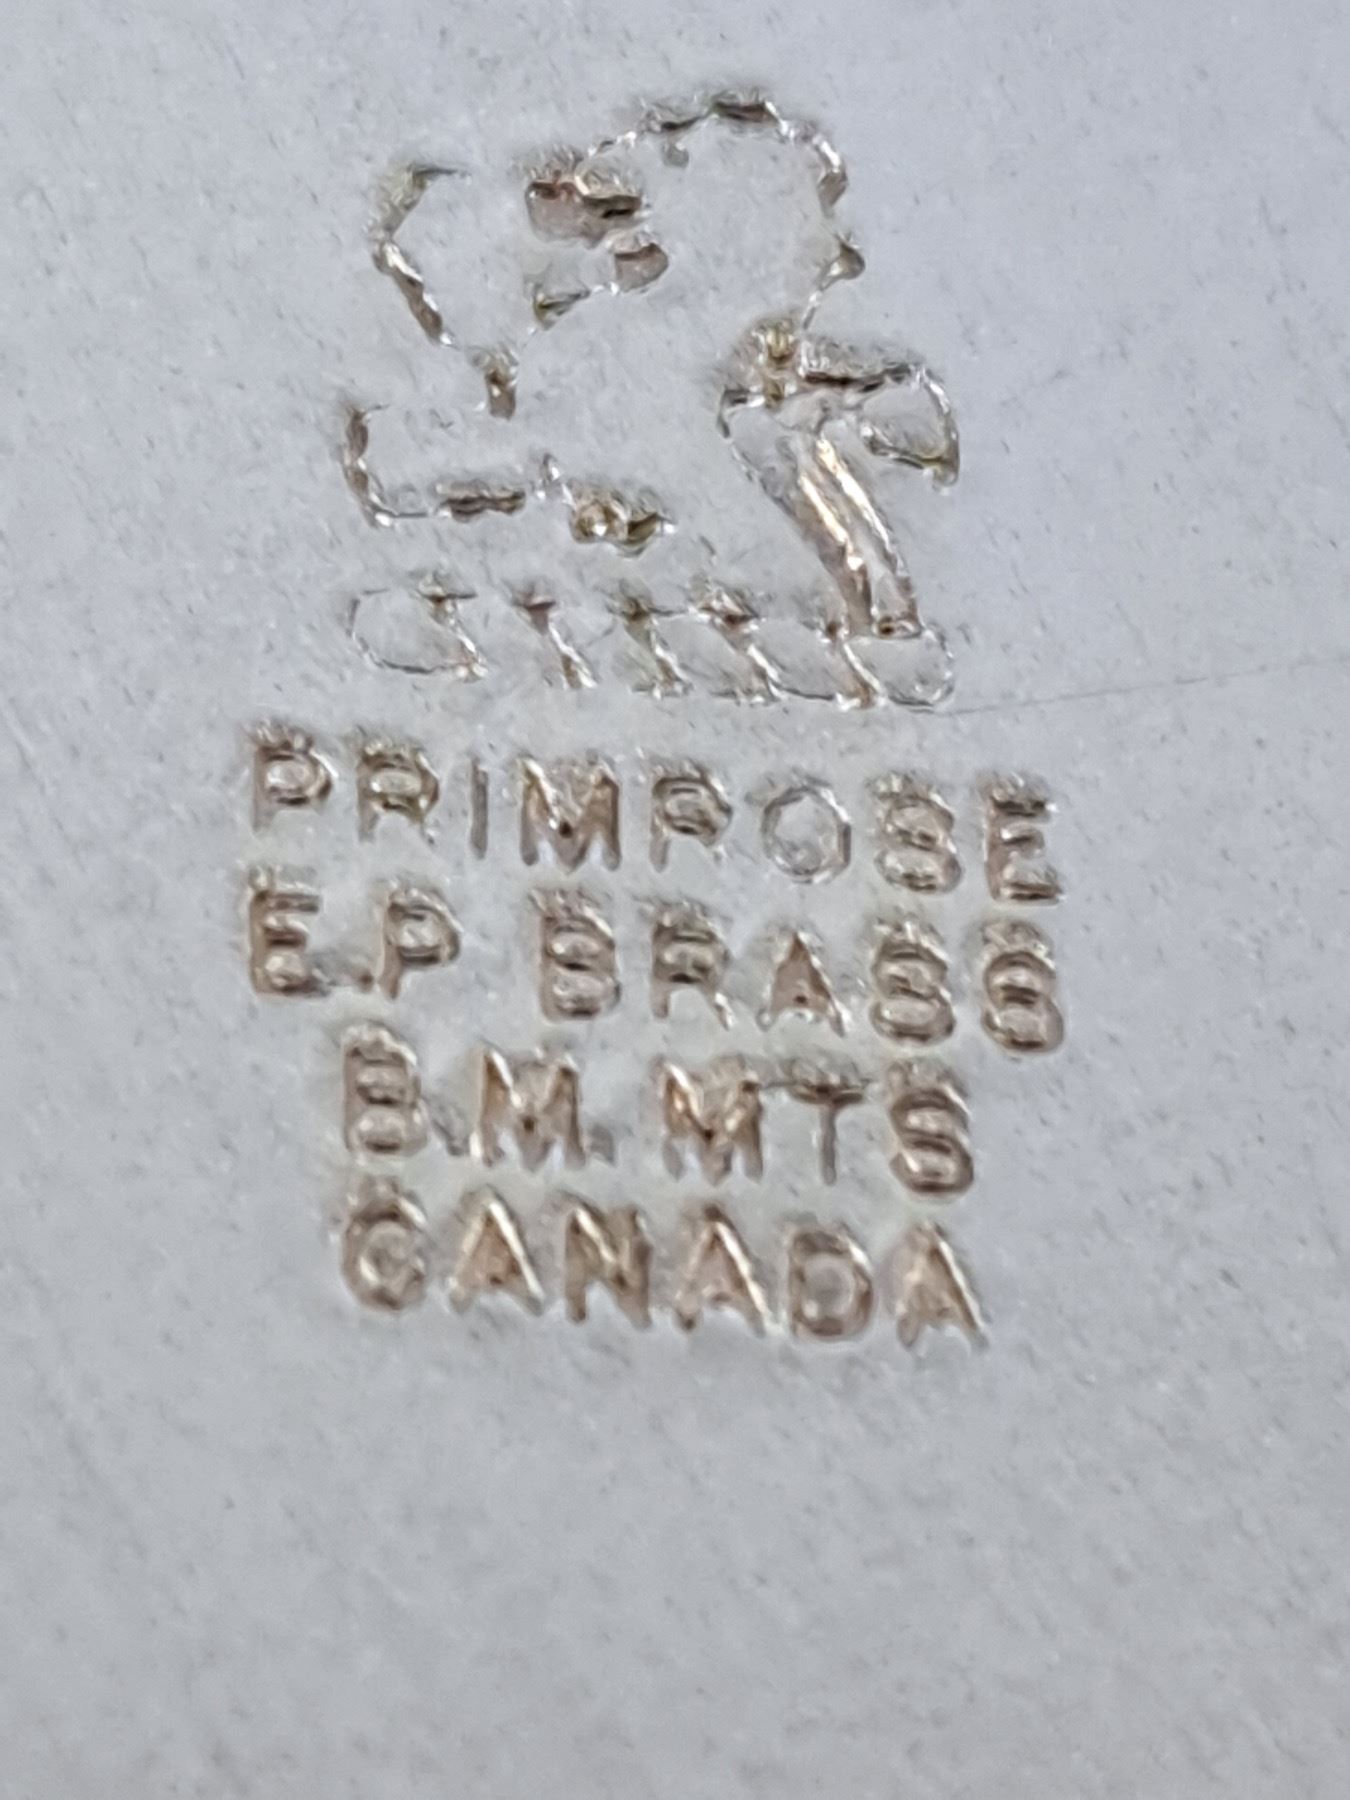 PRIMROSE
E.P BRASS
B.M. MTS
CANADA